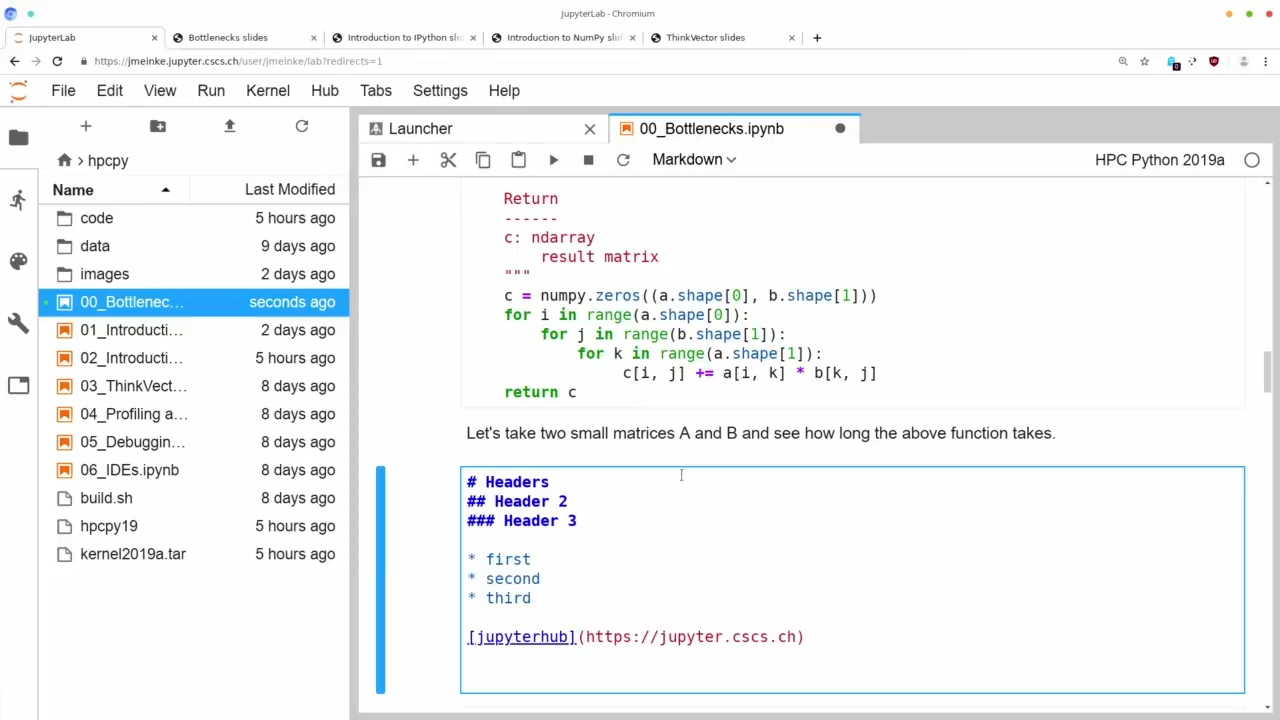 JupyterLab - Chromium
JupyterLab
Bottlenecks slides
Introduction to IPython slid
Introduction to NumPy slid
ThinkVector slides
https://jmeinke.jupyter.cscs.ch/user/jmeinke/lab?redirects=1
File Edit View Run Kernel Hub Tabs Settings Help
Launcher
00_Bottlenecks.ipynb
Markdown
HPC Python 2019a
hpcpy
Name Last Modified
code 5 hours ago
data 9 days ago
images 2 days ago
00_Bottlenec… seconds ago
01_Introducti… 2 days ago
02_Introducti… 5 hours ago
03_ThinkVect… 8 days ago
04_Profiling a… 8 days ago
05_Debuggin… 8 days ago
06_IDEs.ipynb 8 days ago
build.sh 8 days ago
hpcpy19 5 hours ago
kernel2019a.tar 5 hours ago
Return
------
c: ndarray
result matrix
"""
c = numpy.zeros((a.shape[0], b.shape[1]))
for i in range(a.shape[0]):
for j in range(b.shape[1]):
for k in range(a.shape[1]):
c[i, j] += a[i, k] * b[k, j]
return c
Let's take two small matrices A and B and see how long the above function takes.
# Headers
## Header 2
### Header 3
* first
* second
* third
[jupyterhub](https://jupyter.cscs.ch)